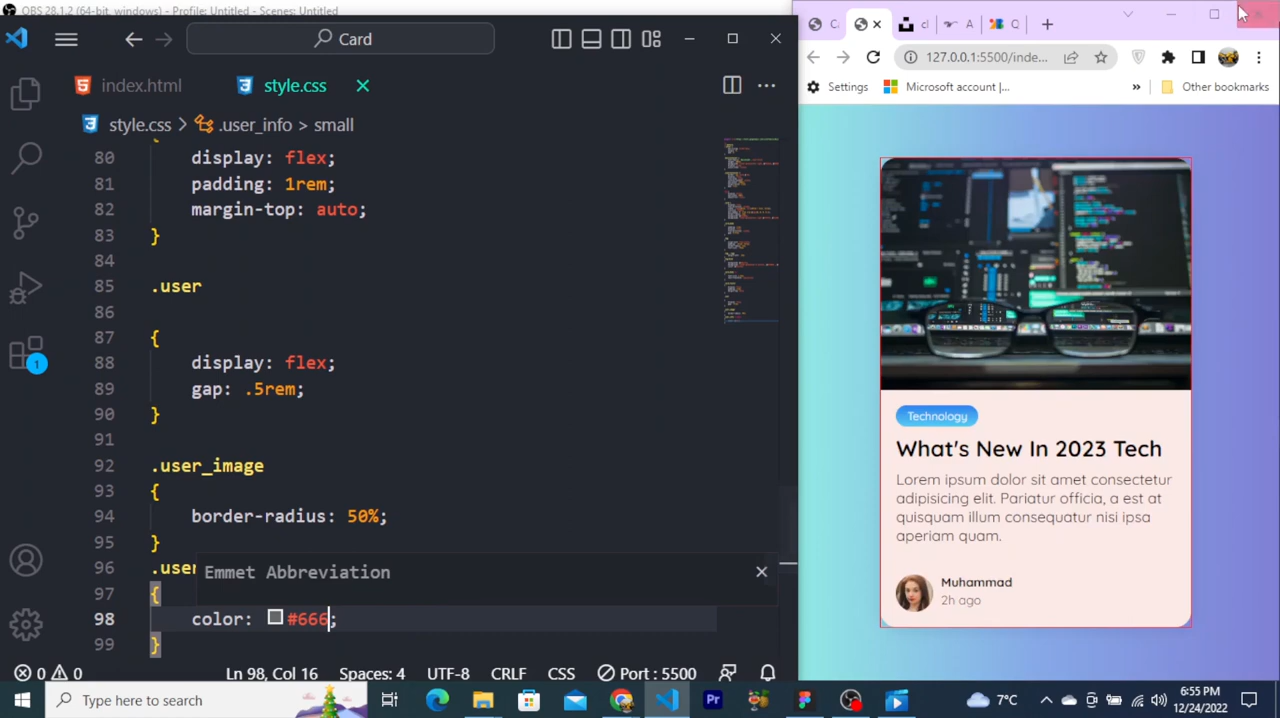 OBS 28.1.2 (64-bit, windows) - Profile: Untitled - Scenes: Untitled
Card
index.html
style.css
style.css > .user_info > small
80 display: flex;
81 padding: 1rem;
82 margin-top: auto;
83 }
84
85 .user
86
87 {
88 display: flex;
89 gap: .5rem;
90 }
91
92 .user_image
93 {
94 border-radius: 50%;
95 }
96 .user
97 {
98 color: #666;
99 }
Emmet Abbreviation
1
0 0
Ln 98, Col 16
Spaces: 4
UTF-8
CRLF
CSS
Port : 5500
A
Q
127.0.0.1:5500/inde...
Settings
Microsoft account |...
»
Other bookmarks
Technology
What's New In 2023 Tech
Lorem ipsum dolor sit amet consectetur
adipisicing elit. Pariatur officia, a est at
quisquam illum consequatur nisi ipsa
aperiam quam.
Muhammad
2h ago
Type here to search
Pr
7°C
6:55 PM
12/24/2022